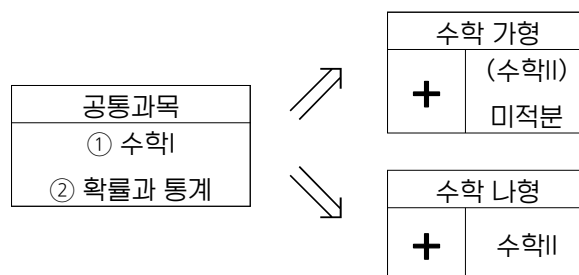 공통과목
① 수학I
② 확률과 통계
수학 가형
+
(수학II)
미적분
수학 나형
+
수학II